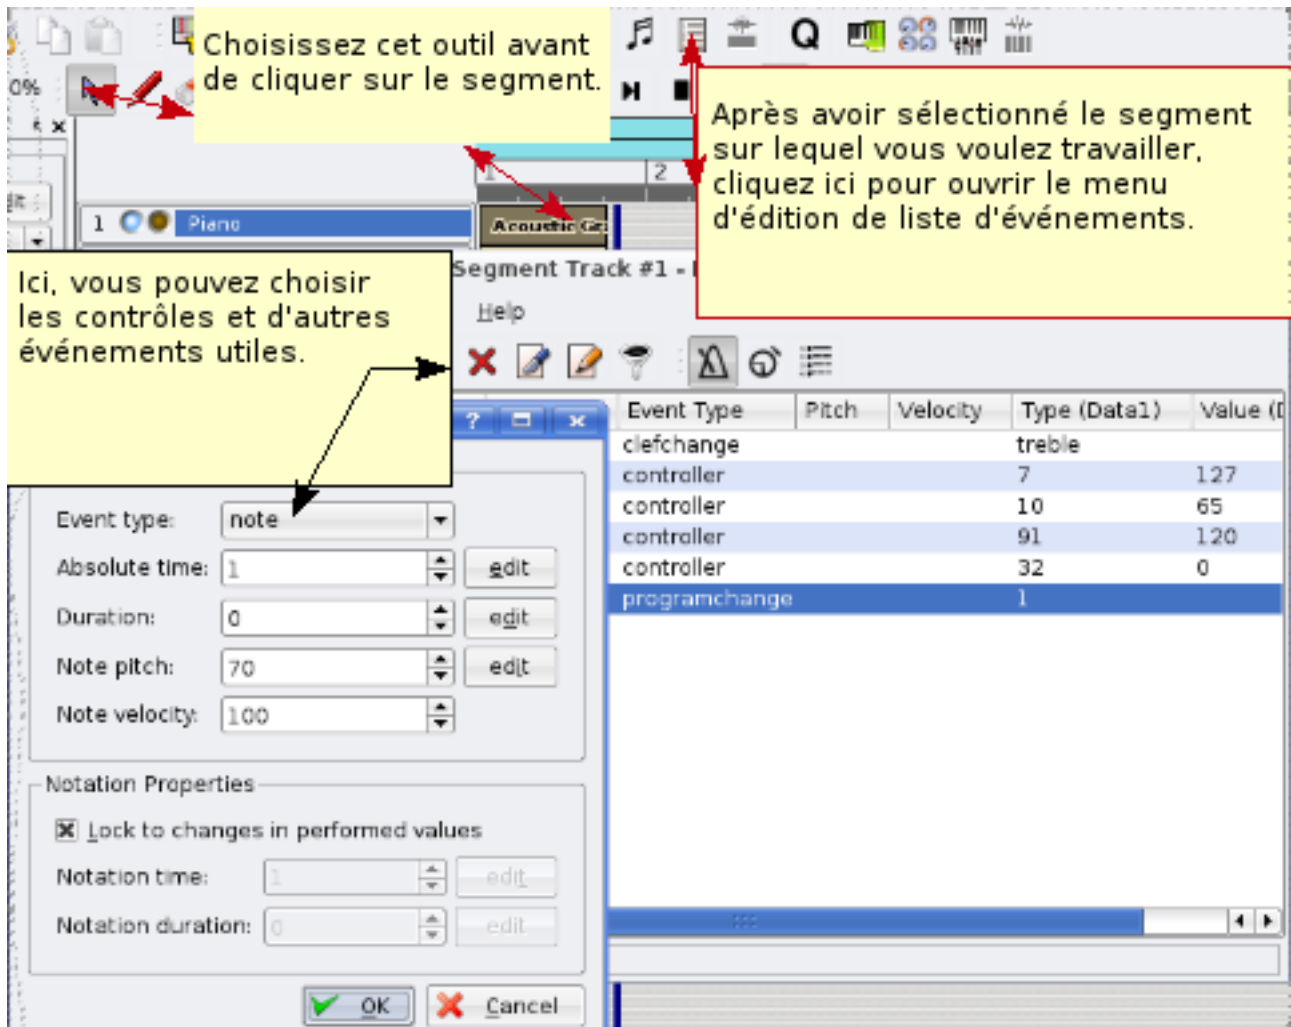 Choisissez cet outil avant
de cliquer sur le segment.
Q
0%
Après avoir sélectionné le segment
sur lequel vous voulez travailler,
cliquez ici pour ouvrir le menu
d'édition de liste d'événements.
1 2
1 Piano
Acoustic Gr
Ici, vous pouvez choisir
les contrôles et d'autres
événements utiles.
Segment Track #1 -
Help
Event Type Pitch Velocity Type (Data1) Value (D
clefchange treble
controller 7 127
controller 10 65
controller 91 120
controller 32 0
programchange 1
Event type: note
Absolute time: 1 edit
Duration: 0 edit
Note pitch: 70 edit
Note velocity: 100
Notation Properties
Lock to changes in performed values
Notation time: 1 edit
Notation duration: 0 edit
OK Cancel